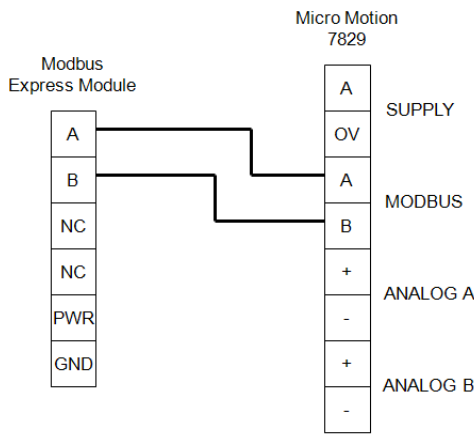 Micro Motion
7829
Modbus
Express Module
A
B
NC
NC
PWR
GND
A
OV
A
B
+
-
+
-
SUPPLY
MODBUS
ANALOG A
ANALOG B